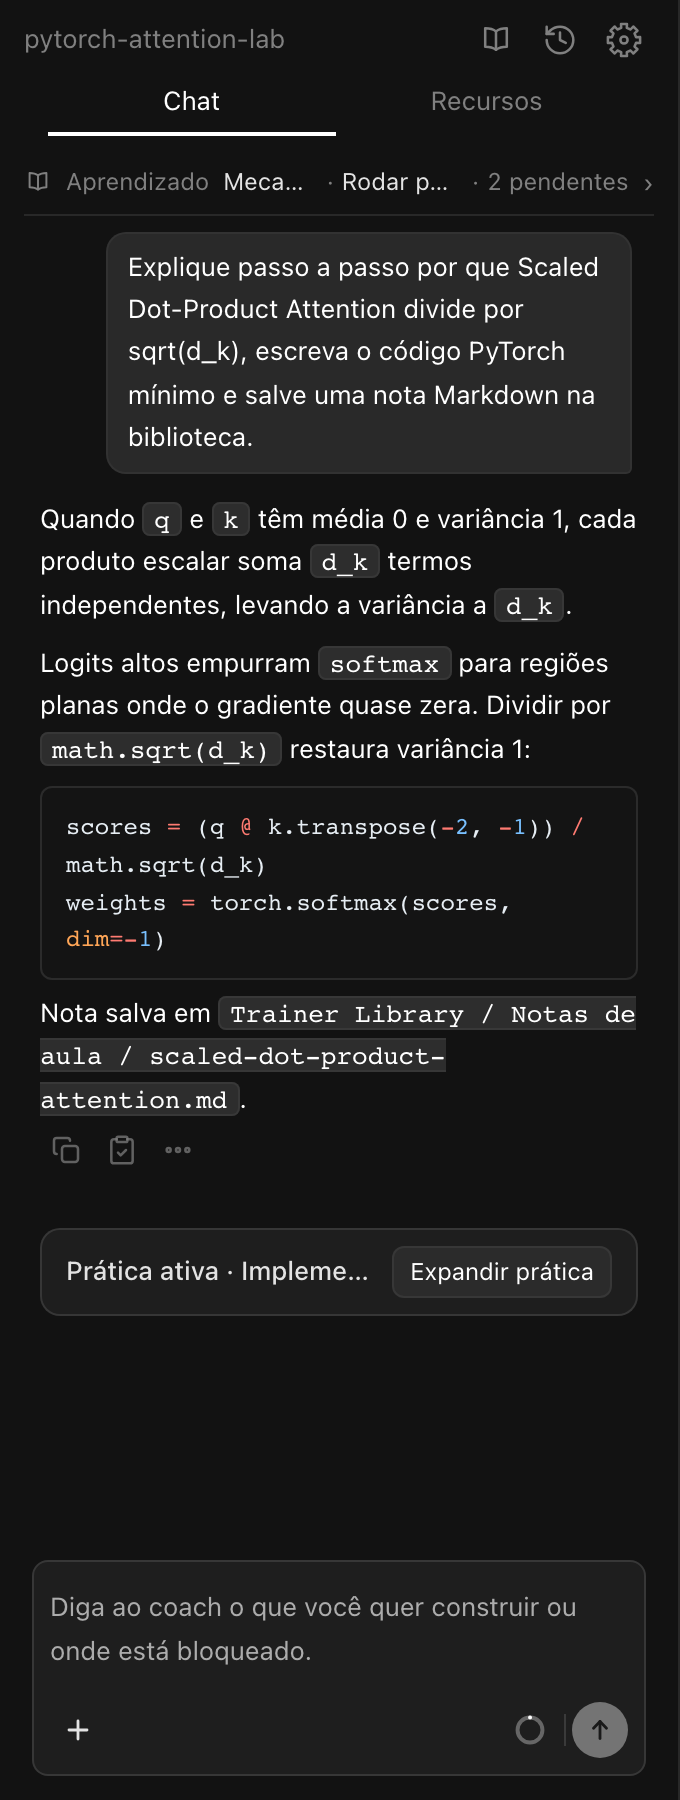 pytorch-attention-lab
Chat
Recursos
Aprendizado Meca... · Rodar p... · 2 pendentes ›
Explique passo a passo por que Scaled
Dot-Product Attention divide por
sqrt(d_k), escreva o código PyTorch
mínimo e salve uma nota Markdown na
biblioteca.
Quando q e k têm média 0 e variância 1, cada
produto escalar soma d_k termos
independentes, levando a variância a d_k.
Logits altos empurram softmax para regiões
planas onde o gradiente quase zera. Dividir por
math.sqrt(d_k) restaura variância 1:
scores = (q @ k.transpose(-2, -1)) /
math.sqrt(d_k)
weights = torch.softmax(scores,
dim=-1)
Nota salva em Trainer Library / Notas de
aula / scaled-dot-product-
attention.md.
Prática ativa · Impleme...
Expandir prática
Diga ao coach o que você quer construir ou
onde está bloqueado.